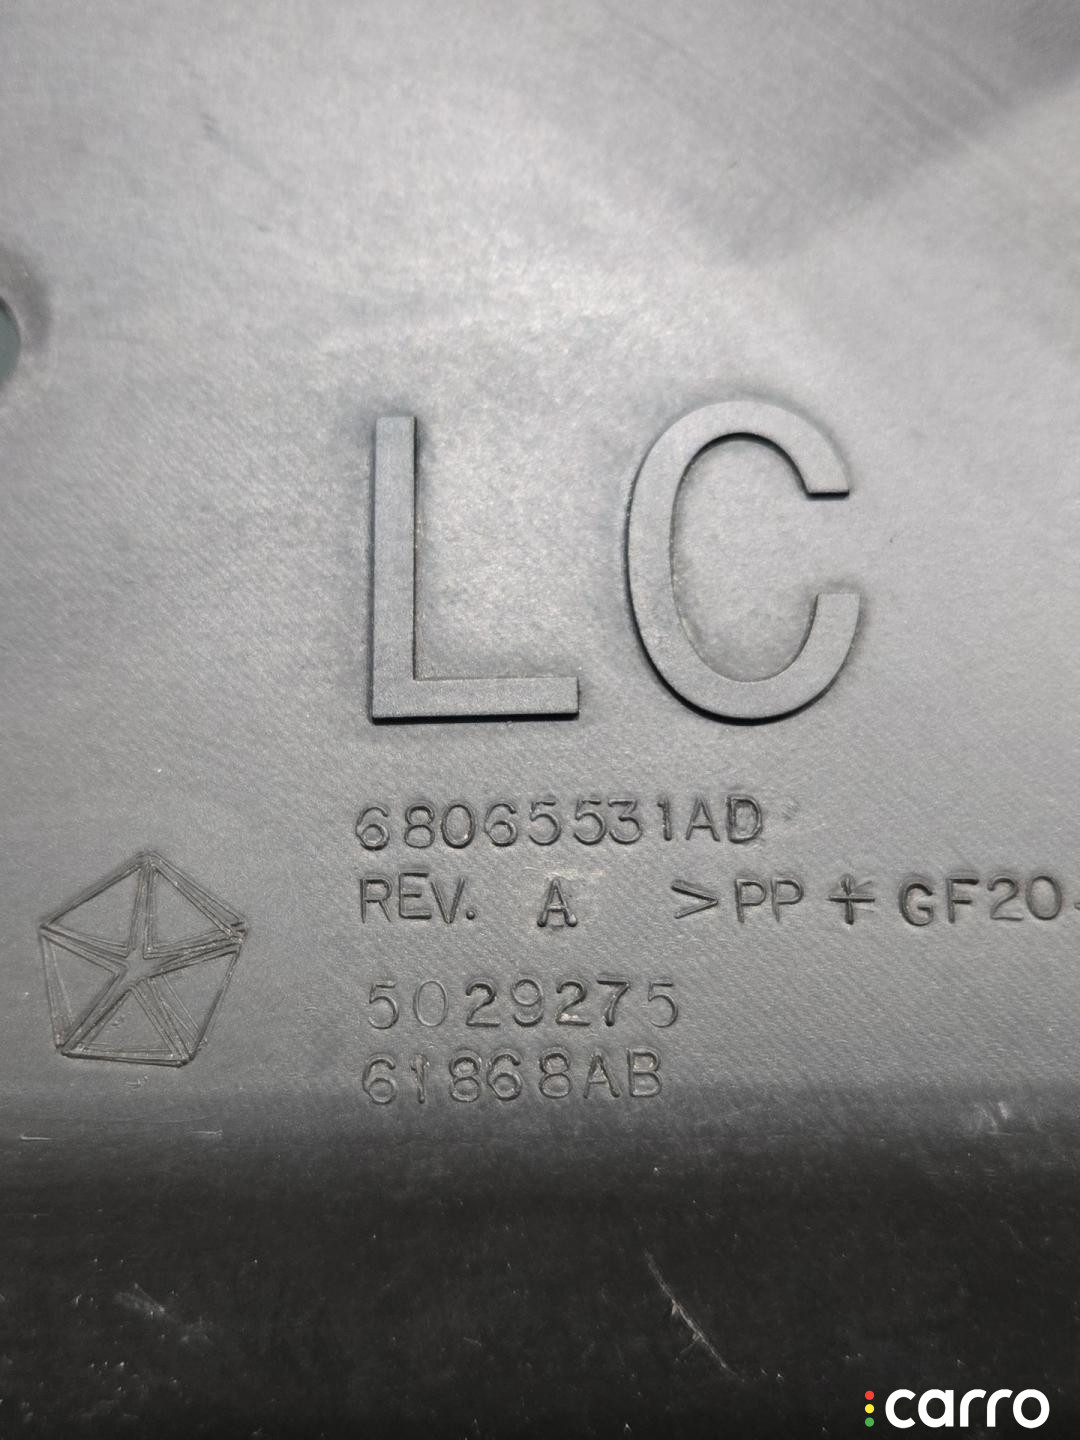 LC
68065531AD
REV. A >PP + GF20
5029275
61868AB
carro